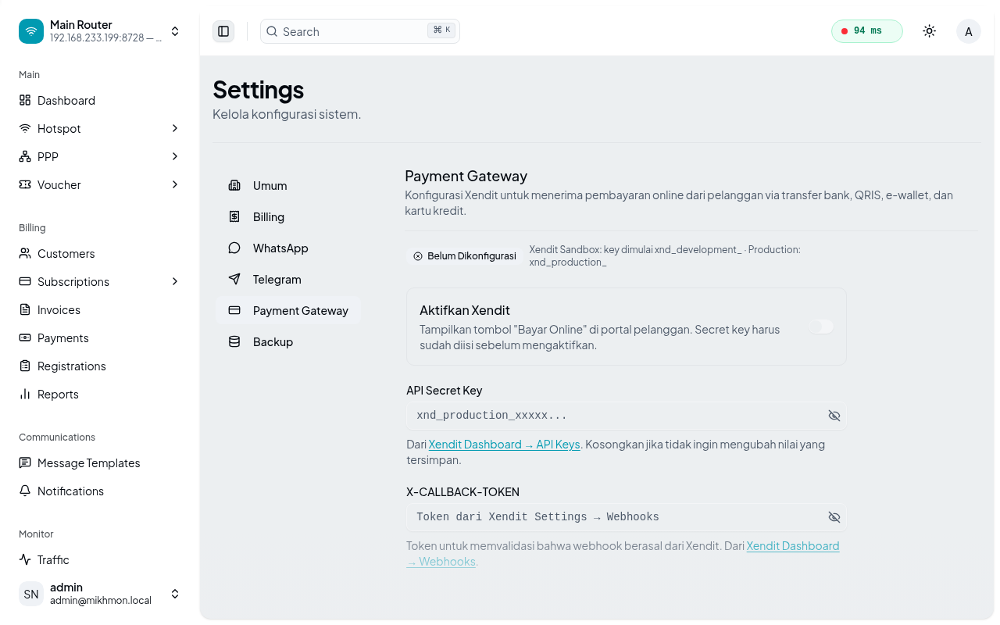 Main Router
192.168.233.199:8728 — ...
Search
⌘ K
94 ms
A
Main
Dashboard
Hotspot
PPP
Voucher
Billing
Customers
Subscriptions
Invoices
Payments
Registrations
Reports
Communications
Message Templates
Notifications
Monitor
Traffic
SN
admin
admin@mikhmon.local
Settings
Kelola konfigurasi sistem.
Umum
Billing
WhatsApp
Telegram
Payment Gateway
Backup
Payment Gateway
Konfigurasi Xendit untuk menerima pembayaran online dari pelanggan via transfer bank, QRIS, e-wallet, dan
kartu kredit.
Belum Dikonfigurasi
Xendit Sandbox: key dimulai xnd_development_ · Production:
xnd_production_
Aktifkan Xendit
Tampilkan tombol "Bayar Online" di portal pelanggan. Secret key harus
sudah diisi sebelum mengaktifkan.
API Secret Key
xnd_production_xxxxx...
Dari Xendit Dashboard → API Keys. Kosongkan jika tidak ingin mengubah nilai yang
tersimpan.
X-CALLBACK-TOKEN
Token dari Xendit Settings → Webhooks
Token untuk memvalidasi bahwa webhook berasal dari Xendit. Dari Xendit Dashboard
→ Webhooks.